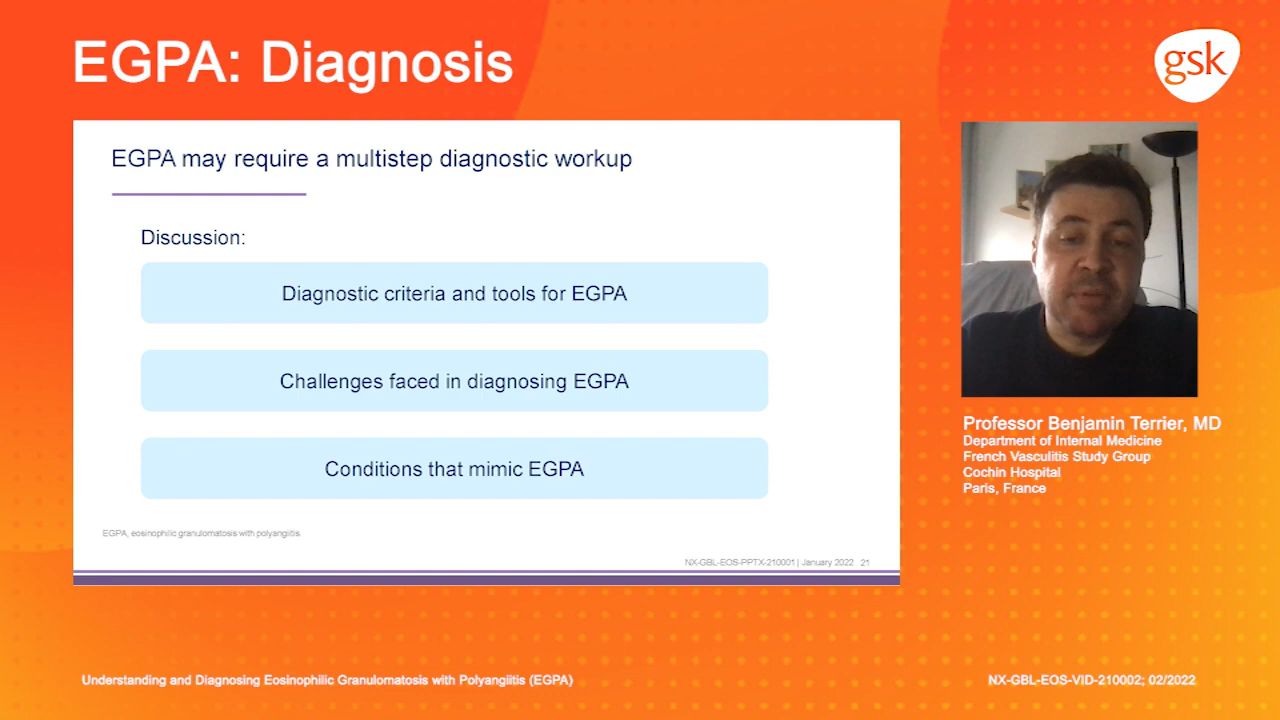 EGPA: Diagnosis
gsk
EGPA may require a multistep diagnostic workup
Discussion:
Diagnostic criteria and tools for EGPA
Challenges faced in diagnosing EGPA
Conditions that mimic EGPA
EGPA, eosinophilic granulomatosis with polyangiitis.
NX-GBL-EOS-PPTX-210001 | January 2022 21
Professor Benjamin Terrier, MD
Department of Internal Medicine
French Vasculitis Study Group
Cochin Hospital
Paris, France
Understanding and Diagnosing Eosinophilic Granulomatosis with Polyangiitis (EGPA)
NX-GBL-EOS-VID-210002; 02/2022